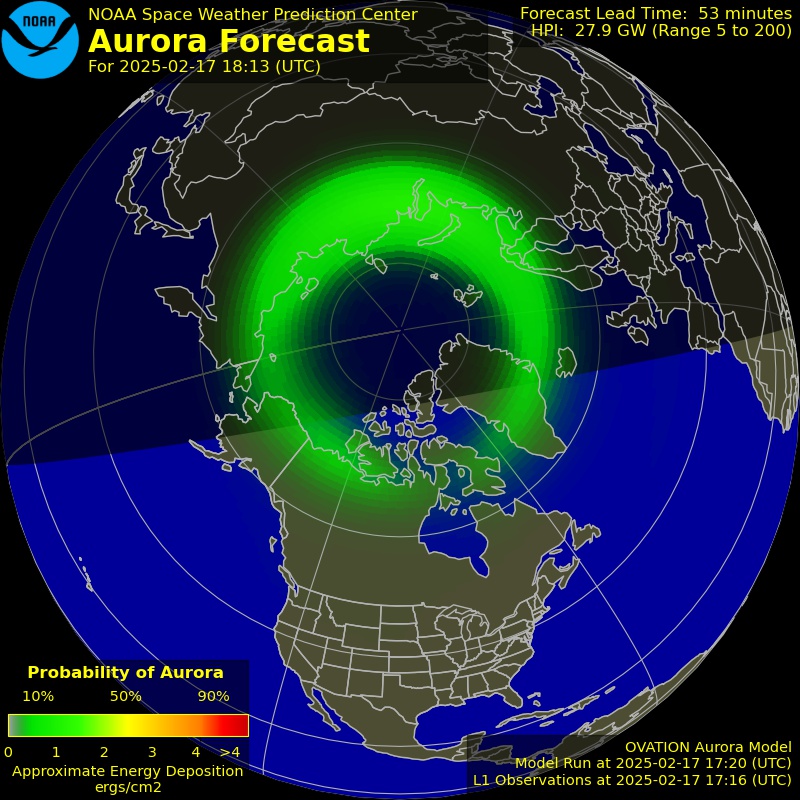 NOAA
NOAA Space Weather Prediction Center
Aurora Forecast
For 2025-02-17 18:13 (UTC)
Forecast Lead Time: 53 minutes
HPI: 27.9 GW (Range 5 to 200)
Probability of Aurora
10% 50% 90%
0 1 2 3 4 >4
Approximate Energy Deposition
ergs/cm2
OVATION Aurora Model
Model Run at 2025-02-17 17:20 (UTC)
L1 Observations at 2025-02-17 17:16 (UTC)